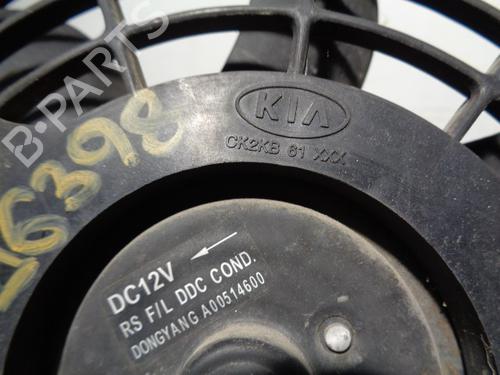 B-PARTS
KIA
CK2KB 61 XXX
16398
DC12V
RS F/L DDC COND.
DONGYANG A00514600